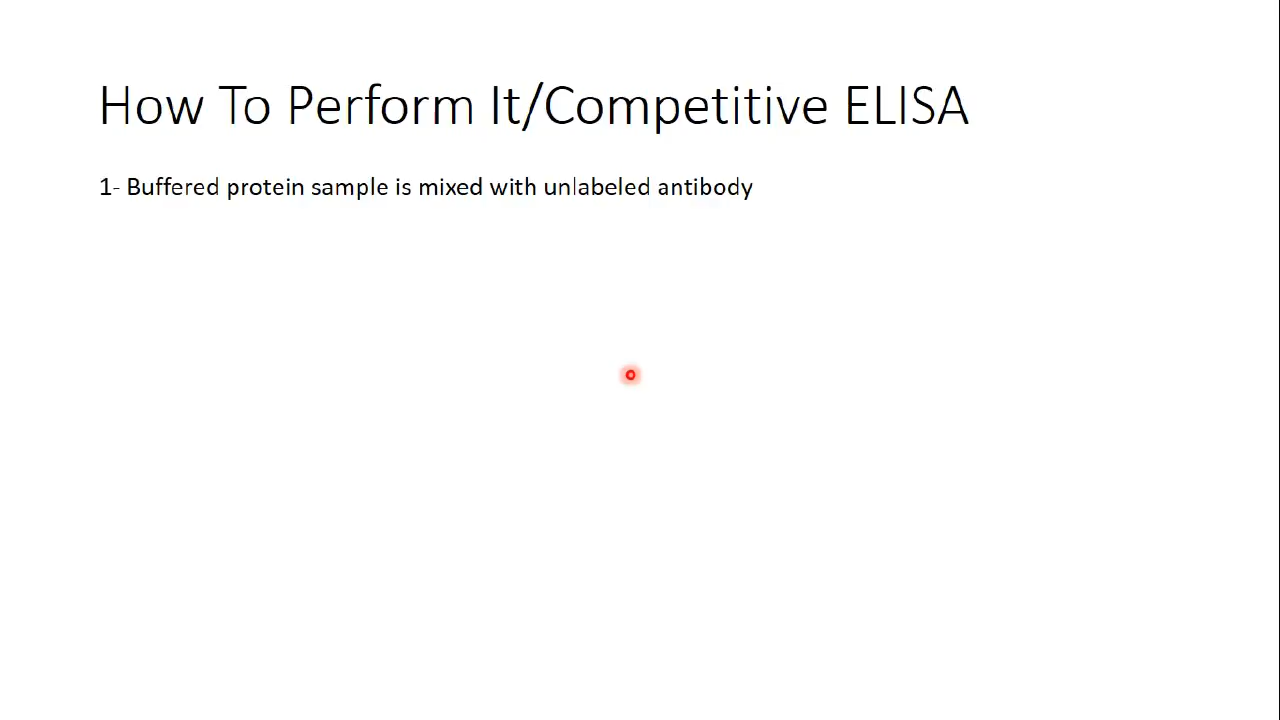 How To Perform It/Competitive ELISA
1- Buffered protein sample is mixed with unlabeled antibody